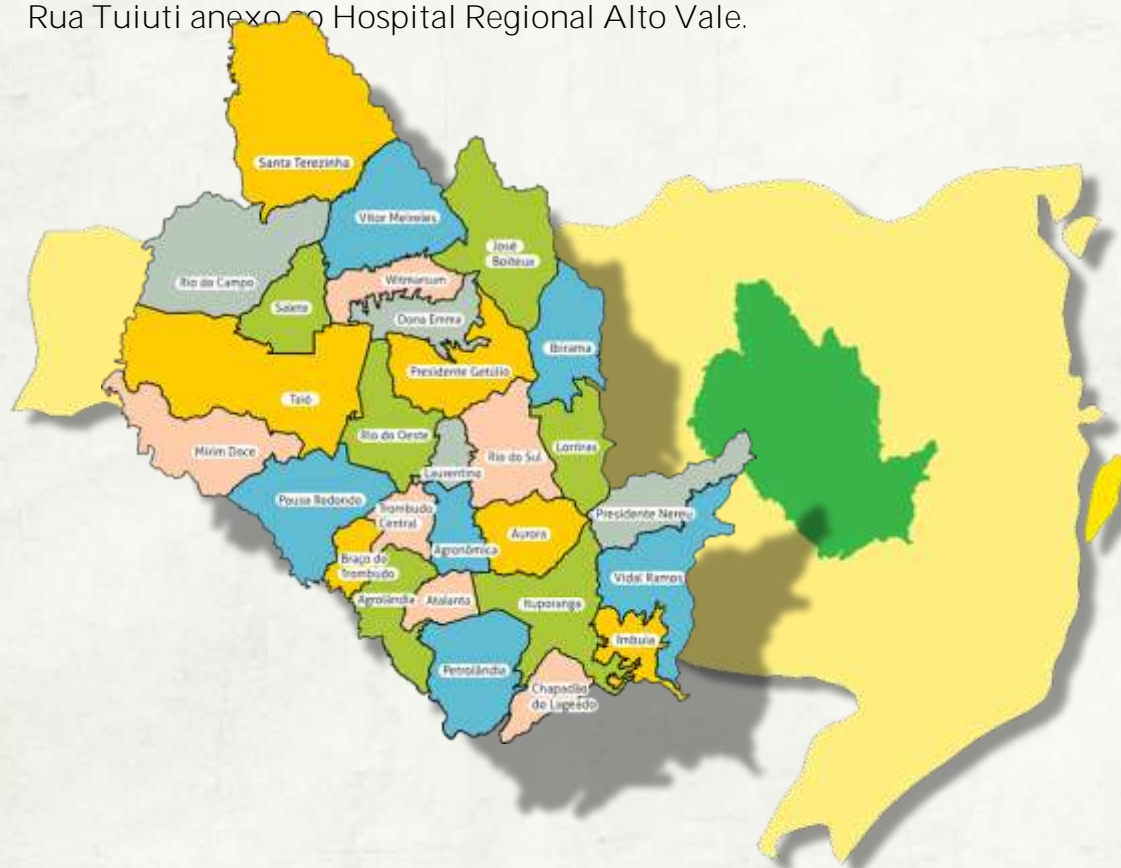 Rua Tuiuti anexo ao Hospital Regional Alto Vale.
Santa Terezinha
Vitor Meireles
José
Boiteux
Rio do Campo
Witmarsum
Salete
Dona Emma
Ibirama
Presidente Getúlio
Taió
Rio do Oeste
Lontras
Mirim Doce
Rio do Sul
Laurentino
Pouso Redondo
Trombudo
Central
Presidente Nereu
Aurora
Agronômica
Braço do
Trombudo
Vidal Ramos
Agrolândia
Atalanta
Ituporanga
Imbuia
Petrolândia
Chapadão
do Lageado